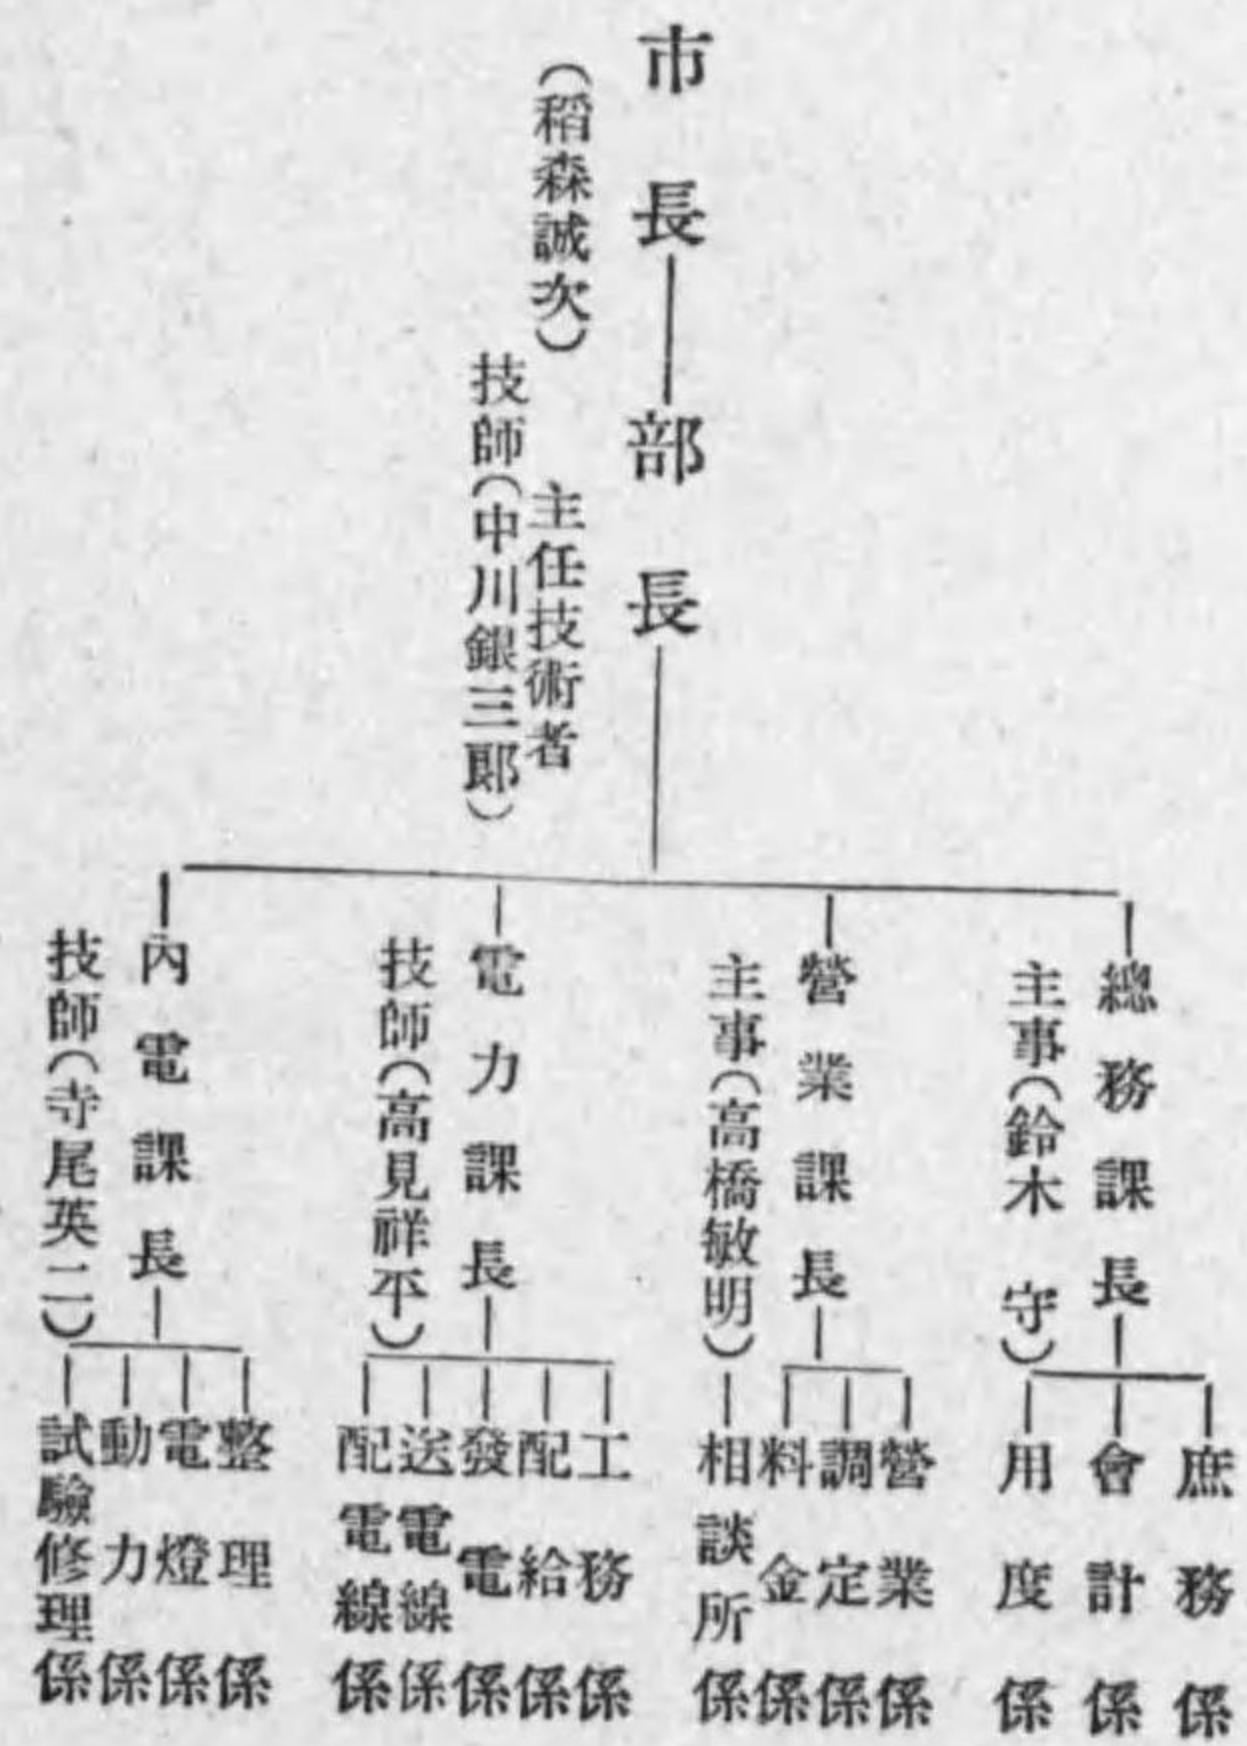 市長
部長
（稻森誠次）
主任技術者
技師（中川銀三郎）
總務課長
主事（鈴木守）
庶務係
會計係
用度係
營業課長
主事（高橋敏明）
營業係
調定係
料金係
相談所係
電力課長
技師（高見祥平）
工務係
配給係
發電係
送電線係
配電線係
內電課長
技師（寺尾英二）
整理係
電燈係
動力係
試驗修理係